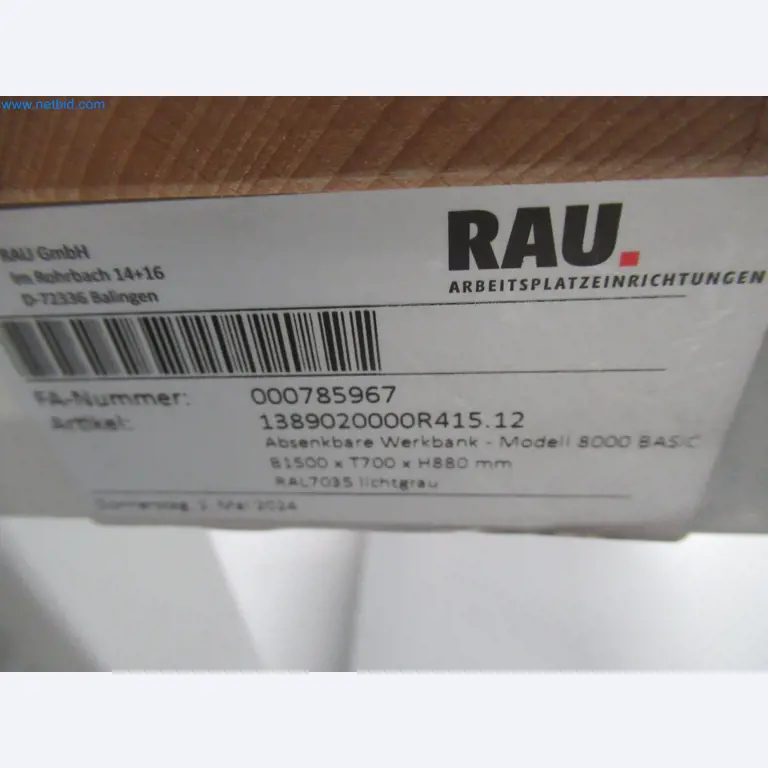 www.netbid.com
RAU GmbH
Im Rohrbach 14+16
D-72336 Balingen
RAU.
ARBEITSPLATZEINRICHTUNGEN
FA-Nummer: 000785967
Artikel: 1389020000R415.12
Absenkbare Werkbank - Modell 8000 BASIC
B1500 x T700 x H880 mm
RAL7035 lichtgrau
Donnerstag, 2. Mai 2024